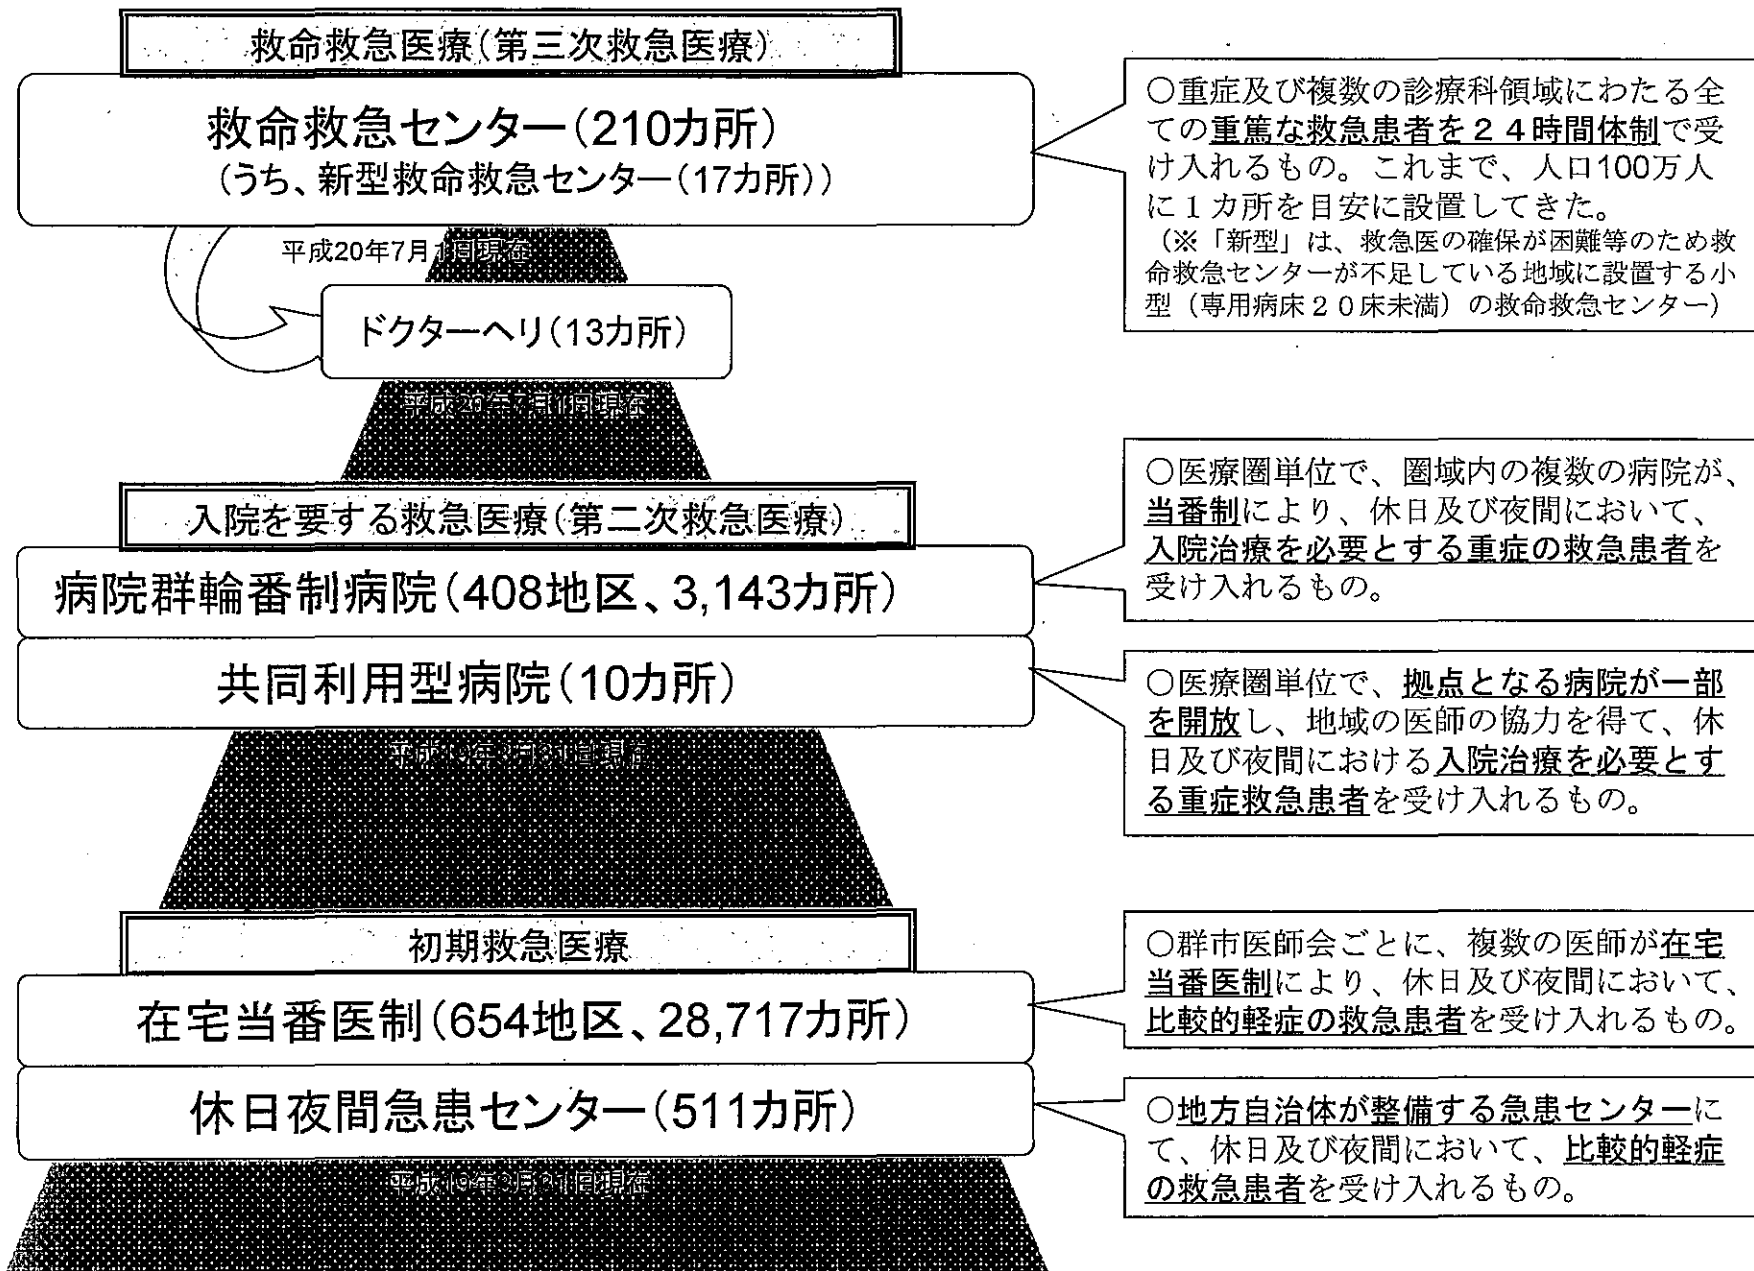 救命救急医療(第三次救急医療)
救命救急センター(210カ所)
(うち、新型救命救急センター(17カ所))
平成20年7月1日現在
ドクターヘリ(13カ所)
平成20年7月1日現在
○重症及び複数の診療科領域にわたる全
ての重篤な救急患者を24時間体制で受
け入れるもの。これまで、人口100万人
に1カ所を目安に設置してきた。
(※「新型」は、救急医の確保が困難等のため救
命救急センターが不足している地域に設置する小
型(専用病床20床未満)の救命救急センター)
入院を要する救急医療(第二次救急医療)
病院群輪番制病院(408地区、3,143カ所)
共同利用型病院(10カ所)
平成19年3月31日現在
○医療圏単位で、圏域内の複数の病院が、
当番制により、休日及び夜間において、
入院治療を必要とする重症の救急患者を
受け入れるもの。
○医療圏単位で、拠点となる病院が一部
を開放し、地域の医師の協力を得て、休
日及び夜間における入院治療を必要とす
る重症救急患者を受け入れるもの。
初期救急医療
在宅当番医制(654地区、28,717カ所)
休日夜間急患センター(511カ所)
平成19年3月31日現在
○群市医師会ごとに、複数の医師が在宅
当番医制により、休日及び夜間において、
比較的軽症の救急患者を受け入れるもの。
○地方自治体が整備する急患センターに
て、休日及び夜間において、比較的軽症
の救急患者を受け入れるもの。